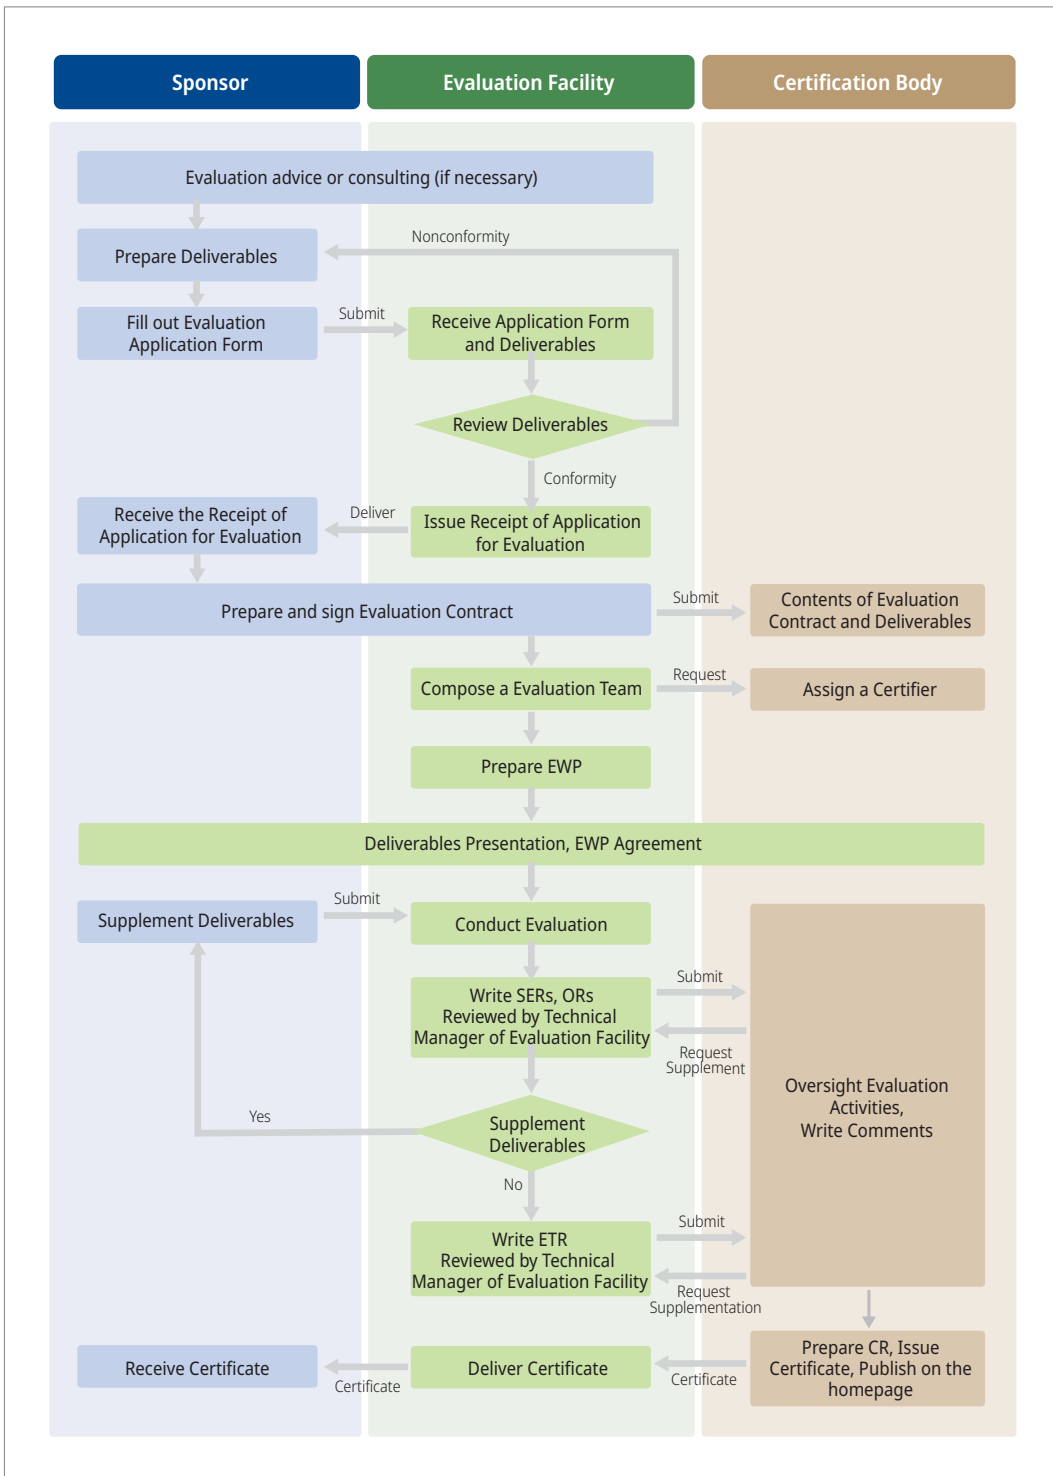 Sponsor
Evaluation Facility
Certification Body
Evaluation advice or consulting (if necessary)
Nonconformity
Prepare Deliverables
Fill out Evaluation
Application Form
Submit
Receive Application Form
and Deliverables
Review Deliverables
Conformity
Receive the Receipt of
Application for Evaluation
Deliver
Issue Receipt of Application
for Evaluation
Prepare and sign Evaluation Contract
Submit
Contents of Evaluation
Contract and Deliverables
Compose a Evaluation Team
Request
Assign a Certifier
Prepare EWP
Deliverables Presentation, EWP Agreement
Supplement Deliverables
Submit
Conduct Evaluation
Write SERs, ORs
Reviewed by Technical
Manager of Evaluation Facility
Submit
Request
Supplement
Oversight Evaluation
Activities,
Write Comments
Yes
Supplement
Deliverables
No
Write ETR
Reviewed by Technical
Manager of Evaluation Facility
Submit
Request
Supplementation
Receive Certificate
Certificate
Deliver Certificate
Certificate
Prepare CR, Issue
Certificate, Publish on the
homepage